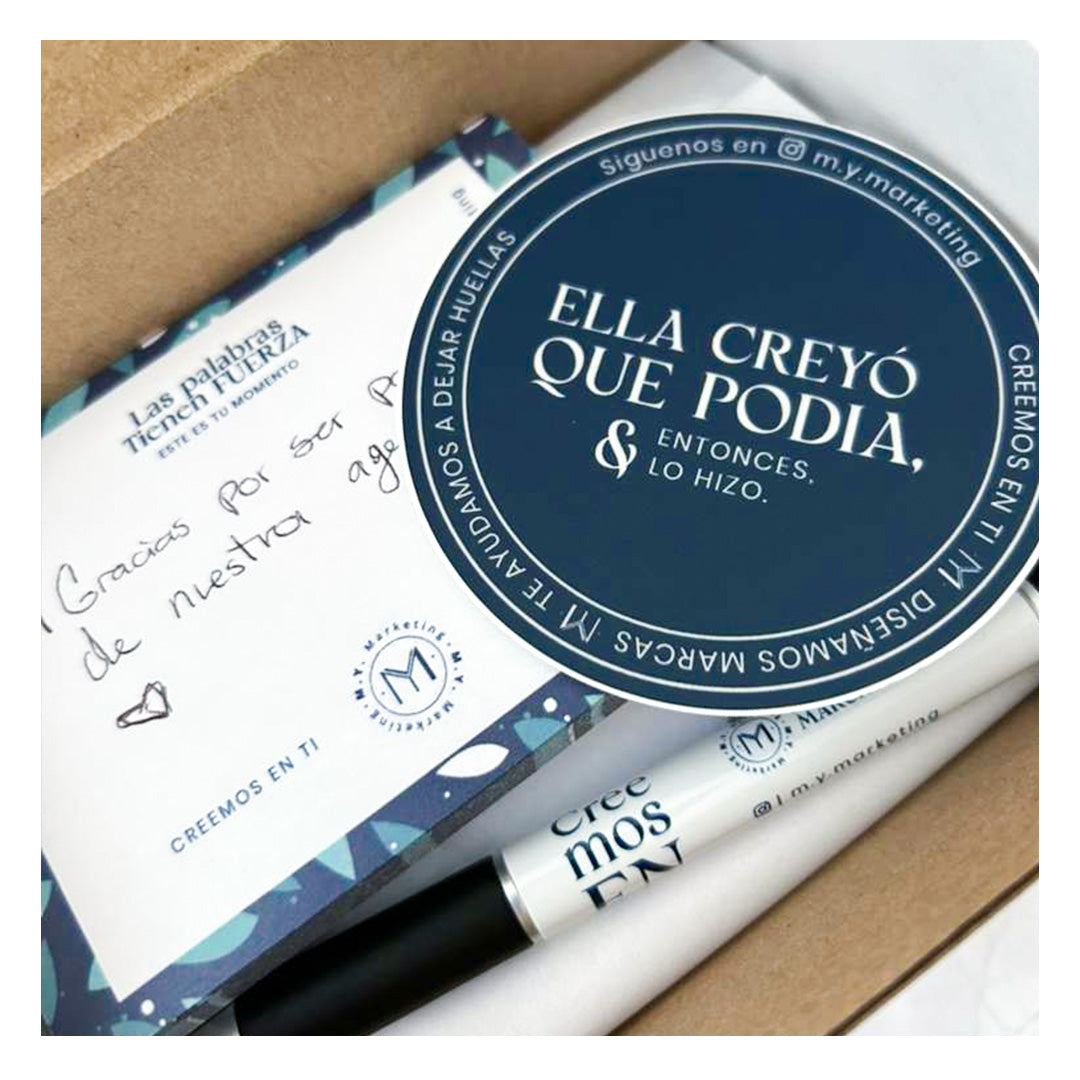 Las Palabras
Tienen FUERZA
ESTE ES TU MOMENTO
¡Gracias por ser
de nuestra
M.Y. Marketing. M.Y. Marketing.
M
CREEMOS EN TI
Siguenos en m.y.marketing
ELLA CREYÓ
QUE PODIA,
& ENTONCES,
LO HIZO.
CREEMOS EN TI M DISEÑAMOS MARCAS M TE AYUDAMOS A DEJAR HUELLAS
cree
mos
EN
M
m.y.marketing